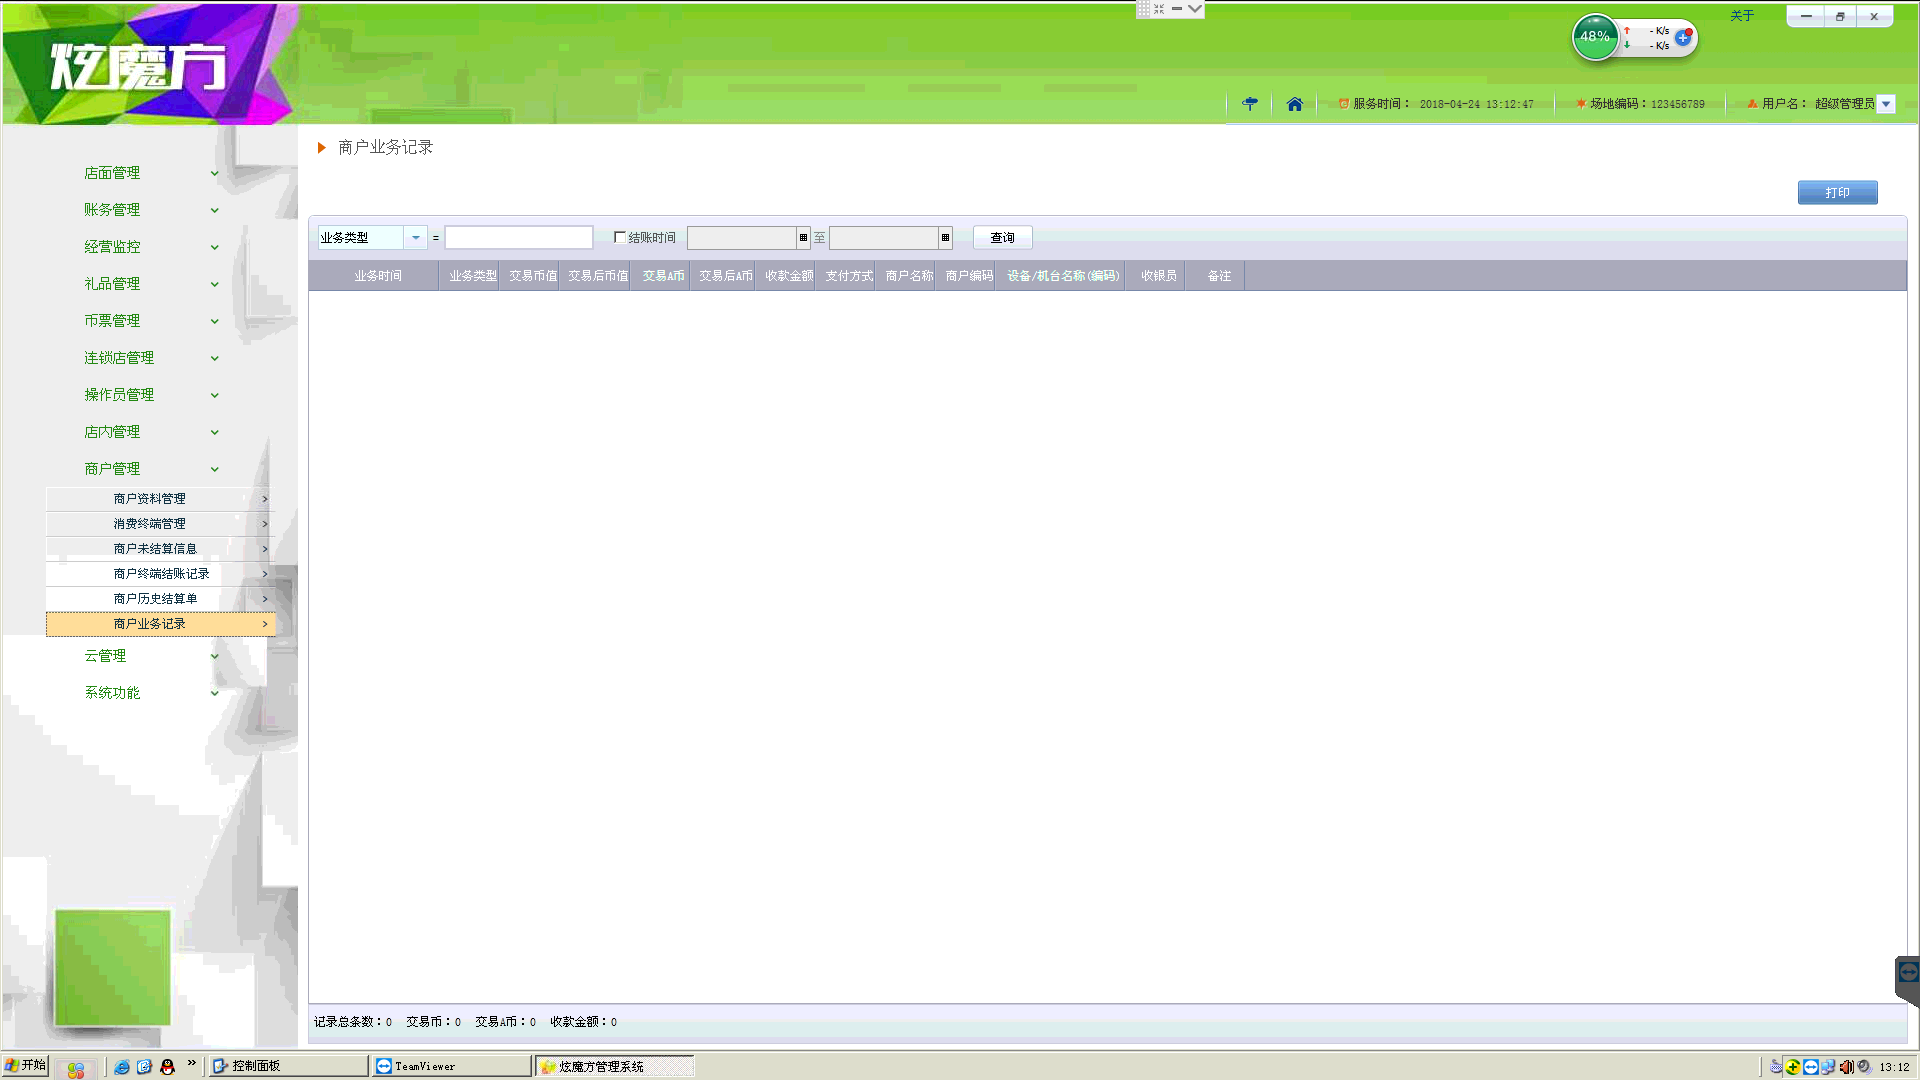 炫魔方
48%
- K/s
- K/s
关于
服务时间： 2018-04-24 13:12:47
场地编码：123456789
用户名： 超级管理员
商户业务记录
打印
店面管理
账务管理
经营监控
礼品管理
币票管理
连锁店管理
操作员管理
店内管理
商户管理
商户资料管理
消费终端管理
商户未结算信息
商户终端结账记录
商户历史结算单
商户业务记录
云管理
系统功能
业务类型 = 结账时间 至 查询
业务时间 业务类型 交易币值 交易后币值 交易A币 交易后A币 收款金额 支付方式 商户名称 商户编码 设备/机台名称(编码) 收银员 备注
记录总条数：0 交易币：0 交易A币：0 收款金额：0
开始 » 控制面板 TeamViewer 炫魔方管理系统 13:12